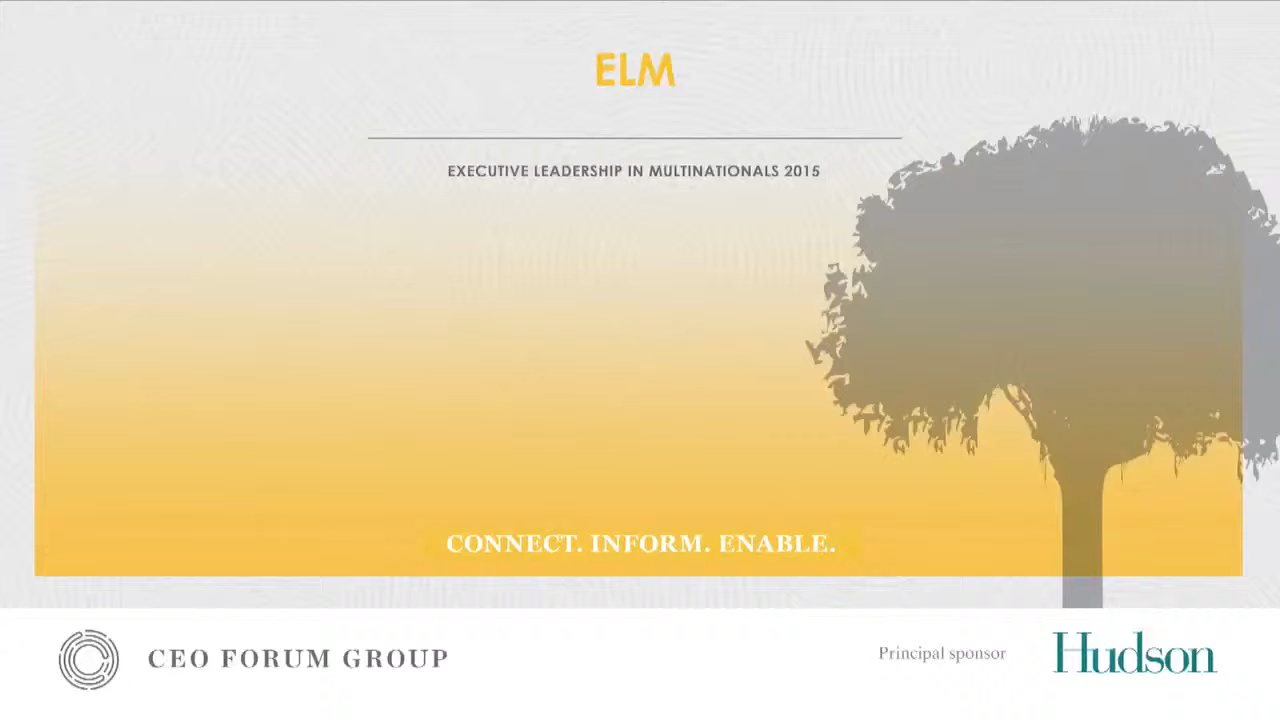 ELM
EXECUTIVE LEADERSHIP IN MULTINATIONALS 2015
CONNECT. INFORM. ENABLE.
CEO FORUM GROUP
Principal sponsor
Hudson